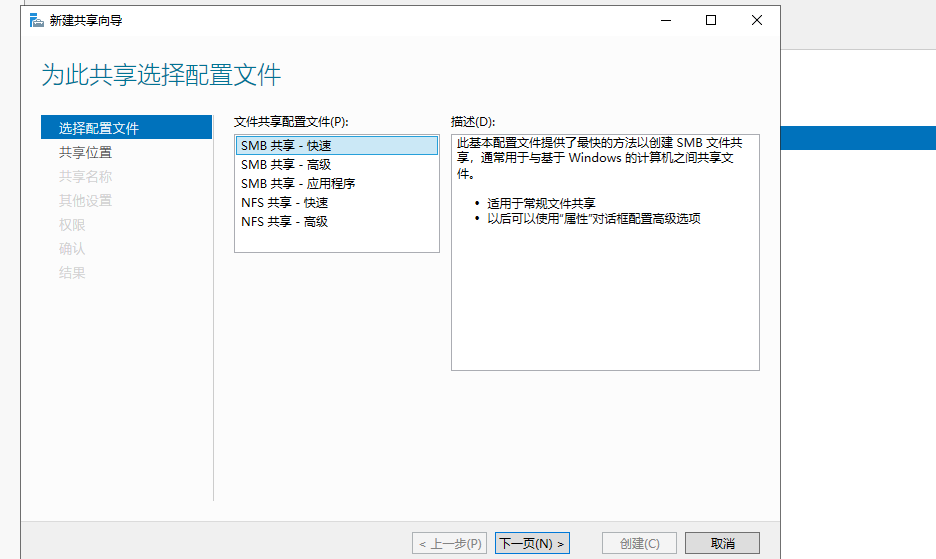 新建共享向导
为此共享选择配置文件
选择配置文件
共享位置
共享名称
其他设置
权限
确认
结果
文件共享配置文件(P):
SMB 共享 - 快速
SMB 共享 - 高级
SMB 共享 - 应用程序
NFS 共享 - 快速
NFS 共享 - 高级
描述(D):
此基本配置文件提供了最快的方法以创建 SMB 文件共
享，通常用于与基于 Windows 的计算机之间共享文
件。
• 适用于常规文件共享
• 以后可以使用"属性"对话框配置高级选项
< 上一步(P)
下一页(N) >
创建(C)
取消